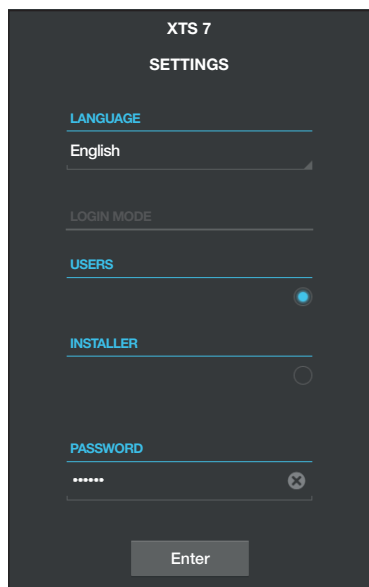 XTS 7
SETTINGS
LANGUAGE
English
LOGIN MODE
USERS
INSTALLER
PASSWORD
••••••
Enter